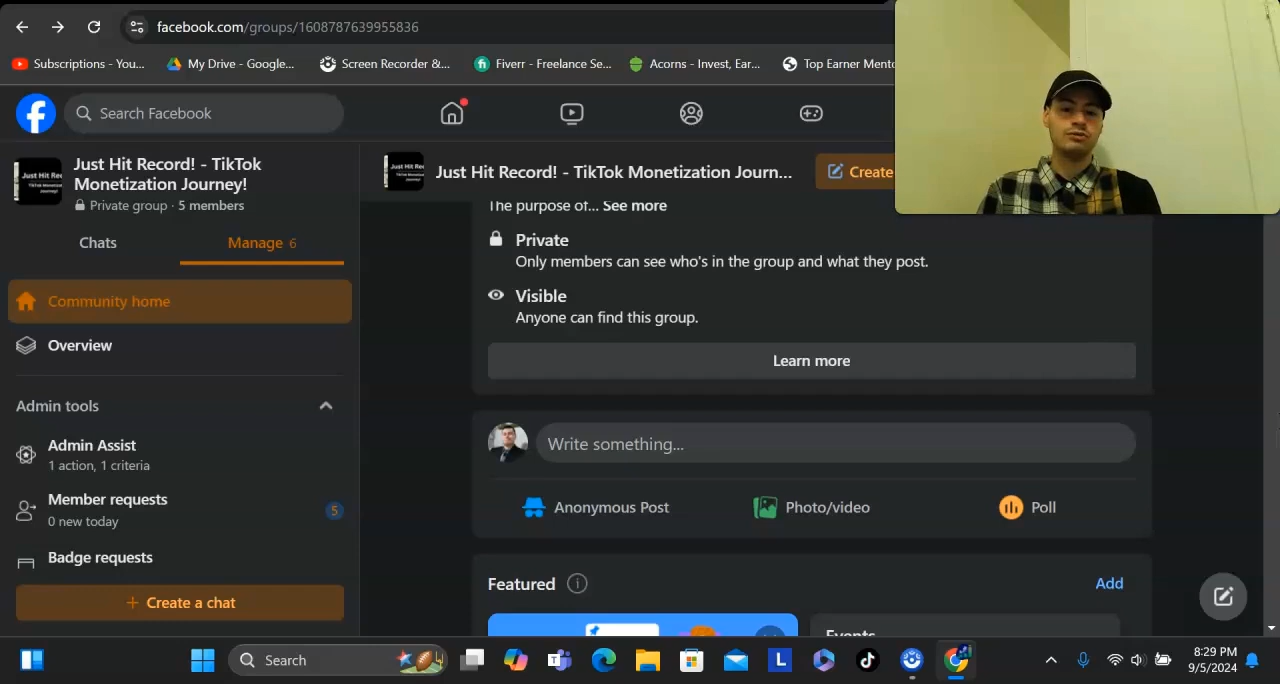 facebook.com/groups/1608787639955836
Subscriptions - You...
My Drive - Google...
Screen Recorder &...
Fiverr - Freelance Se...
Acorns - Invest, Ear...
Top Earner Mento
Search Facebook
Just Hit Record! - TikTok
Monetization Journey!
Private group · 5 members
Chats
Manage 6
Community home
Overview
Admin tools
Admin Assist
1 action, 1 criteria
Member requests
0 new today
5
Badge requests
+ Create a chat
Just Hit Record! - TikTok Monetization Journ...
Create
The purpose of... See more
Private
Only members can see who's in the group and what they post.
Visible
Anyone can find this group.
Learn more
Write something...
Anonymous Post
Photo/video
Poll
Featured
Add
Events
Search
8:29 PM
9/5/2024